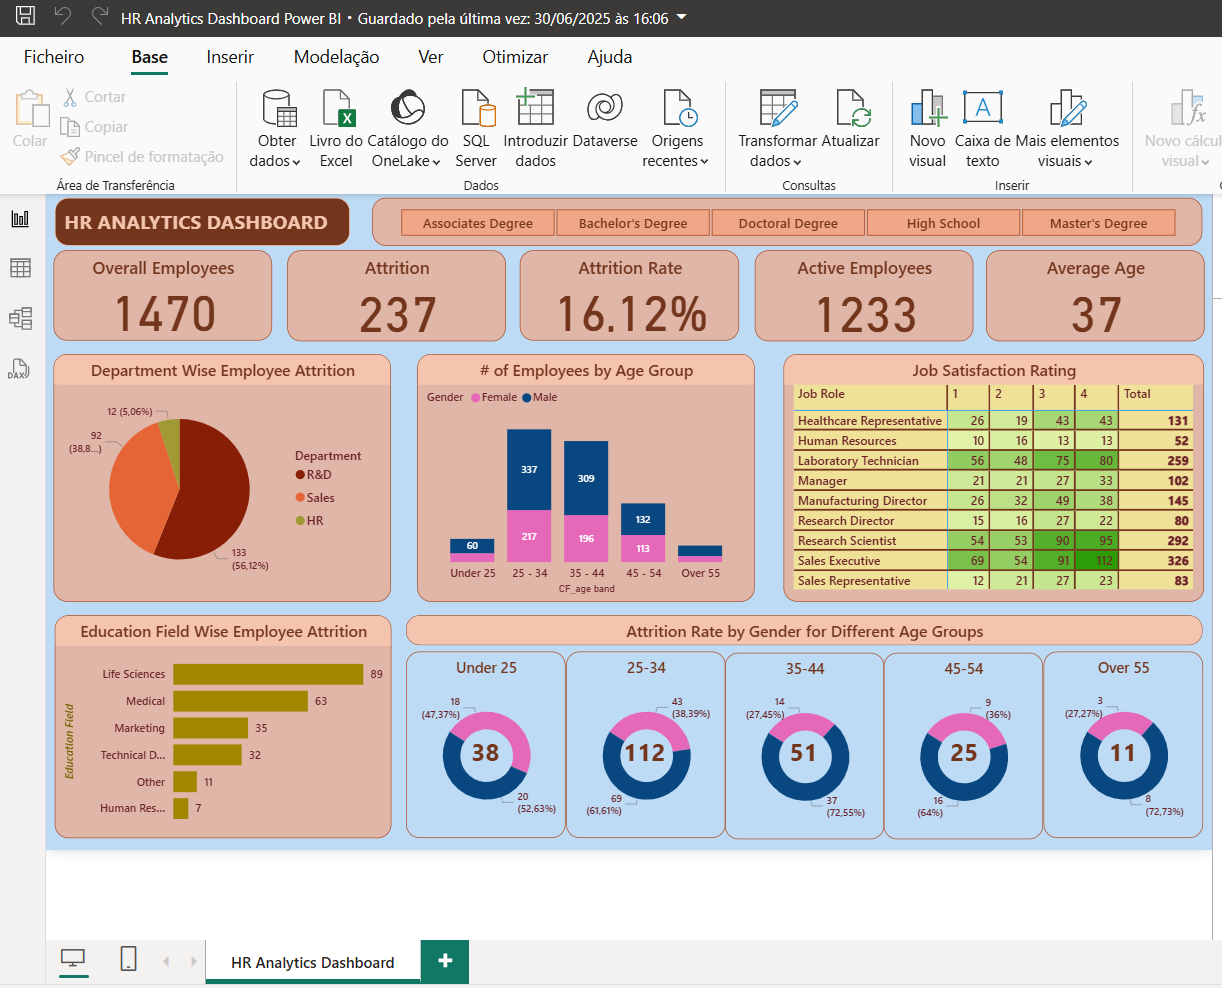 HR Analytics Dashboard Power BI • Guardado pela última vez: 30/06/2025 às 16:06
Ficheiro Base Inserir Modelação Ver Otimizar Ajuda
Colar
Cortar
Copiar
Pincel de formatação
Área de Transferência
Obter dados
Livro do Excel
Catálogo do OneLake
SQL Server
Introduzir dados
Dataverse
Origens recentes
Dados
Transformar dados
Atualizar
Consultas
Novo visual
Caixa de texto
Mais elementos visuais
Inserir
Novo cálcul
visual
DAX
HR ANALYTICS DASHBOARD
Associates Degree Bachelor's Degree Doctoral Degree High School Master's Degree
Overall Employees
1470
Attrition
237
Attrition Rate
16.12%
Active Employees
1233
Average Age
37
Department Wise Employee Attrition
12 (5,06%)
92
(38,8...)
133
(56,12%)
Department
R&D
Sales
HR
# of Employees by Age Group
Gender Female Male
60
337
217
309
196
132
113
Under 25 25 - 34 35 - 44 45 - 54 Over 55
CF_age band
Job Satisfaction Rating
Job Role 1 2 3 4 Total
Healthcare Representative 26 19 43 43 131
Human Resources 10 16 13 13 52
Laboratory Technician 56 48 75 80 259
Manager 21 21 27 33 102
Manufacturing Director 26 32 49 38 145
Research Director 15 16 27 22 80
Research Scientist 54 53 90 95 292
Sales Executive 69 54 91 112 326
Sales Representative 12 21 27 23 83
Education Field Wise Employee Attrition
Education Field
Life Sciences 89
Medical 63
Marketing 35
Technical D... 32
Other 11
Human Res... 7
Attrition Rate by Gender for Different Age Groups
Under 25
18
(47,37%)
38
20
(52,63%)
25-34
43
(38,39%)
112
69
(61,61%)
35-44
14
(27,45%)
51
37
(72,55%)
45-54
9
(36%)
25
16
(64%)
Over 55
3
(27,27%)
11
8
(72,73%)
HR Analytics Dashboard